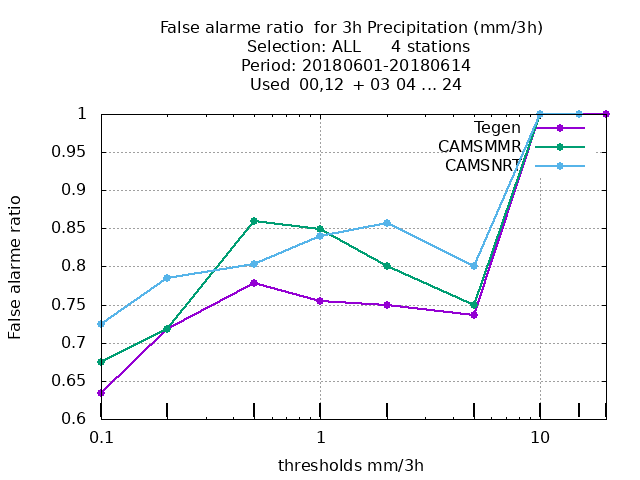 False alarme ratio  for 3h Precipitation (mm/3h)
Selection: ALL      4 stations
Period: 20180601-20180614
Used  00,12  + 03 04 ... 24
1
0.95
0.9
0.85
0.8
0.75
0.7
0.65
0.6
False alarme ratio
Tegen
CAMSMMR
CAMSNRT
0.1
1
10
thresholds mm/3h